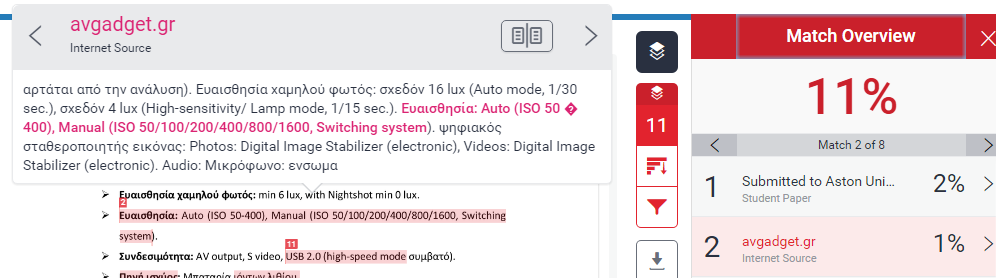 avgadget.gr
Internet Source
αρτάται από την ανάλυση). Ευαισθησία χαμηλού φωτός: σχεδόν 16 lux (Auto mode, 1/30
sec.), σχεδόν 4 lux (High-sensitivity/ Lamp mode, 1/15 sec.). Ευαισθησία: Auto (ISO 50 �
400), Manual (ISO 50/100/200/400/800/1600, Switching system). ψηφιακός
σταθεροποιητής εικόνας: Photos: Digital Image Stabilizer (electronic), Videos: Digital Image
Stabilizer (electronic). Audio: Μικρόφωνο: ενσωμα
➤ Ευαισθησία χαμηλού φωτός: min 6 lux, with Nightshot min 0 lux.
2
➤ Ευαισθησία: Auto (ISO 50-400), Manual (ISO 50/100/200/400/800/1600, Switching
system).
11
➤ Συνδεσιμότητα: AV output, S video, USB 2.0 (high-speed mode συμβατό).
➤ Πηγή ισχύος: Μπαταρία ιόντων λιθίου
11
Match Overview
11%
Match 2 of 8
1 Submitted to Aston Uni... 2%
Student Paper
2 avgadget.gr 1%
Internet Source